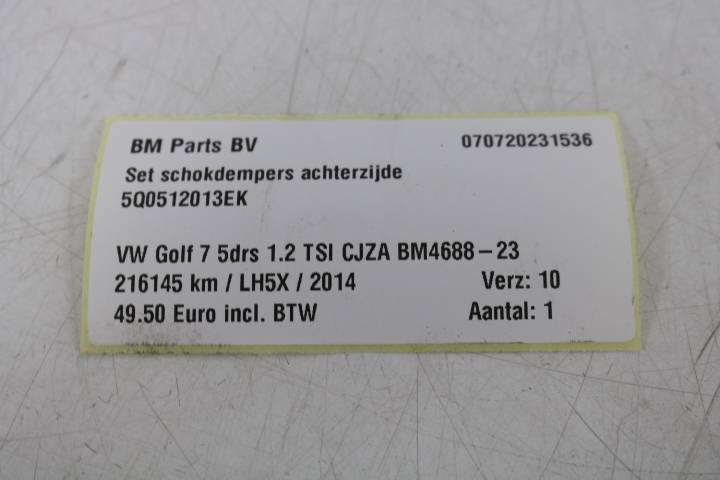 BM Parts BV 070720231536
Set schokdempers achterzijde
5Q0512013EK
VW Golf 7 5drs 1.2 TSI CJZA BM4688-23
216145 km / LH5X / 2014 Verz: 10
49.50 Euro incl. BTW Aantal: 1